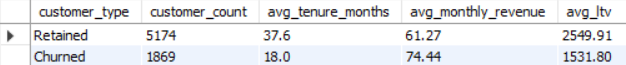 customer_type customer_count avg_tenure_months avg_monthly_revenue avg_ltv
Retained 5174 37.6 61.27 2549.91
Churned 1869 18.0 74.44 1531.80